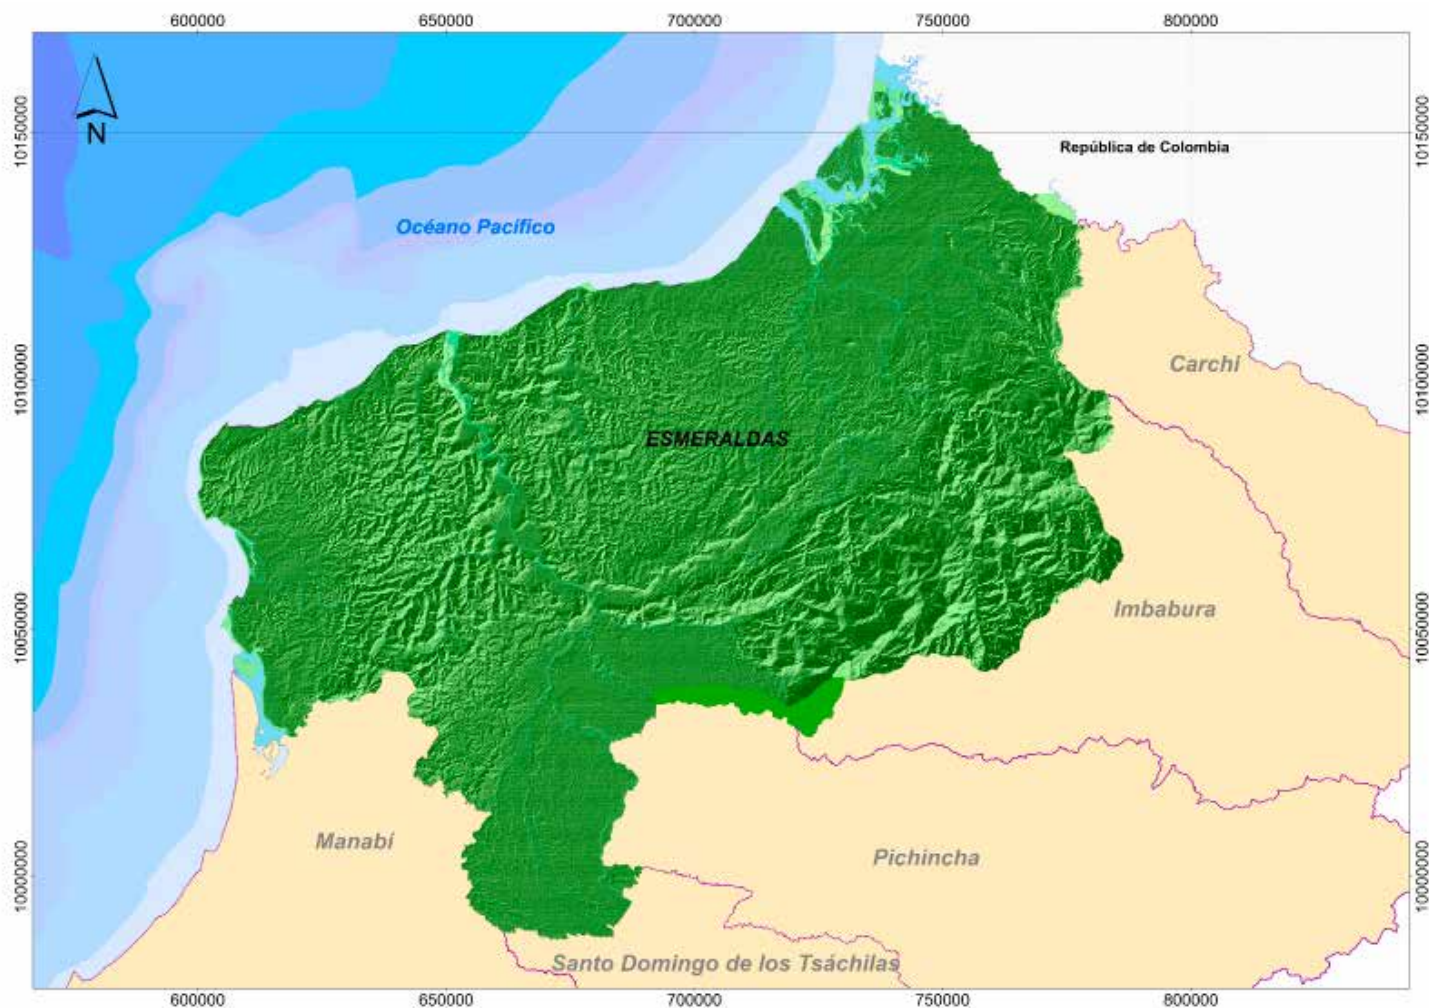 600000 650000 700000 750000 800000
N
10150000 10150000
República de Colombia
Océano Pacífico
Carchi
10100000 10100000
ESMERALDAS
Imbabura
10050000 10050000
Manabí
Pichincha
10000000 10000000
Santo Domingo de los Tsáchilas
600000 650000 700000 750000 800000